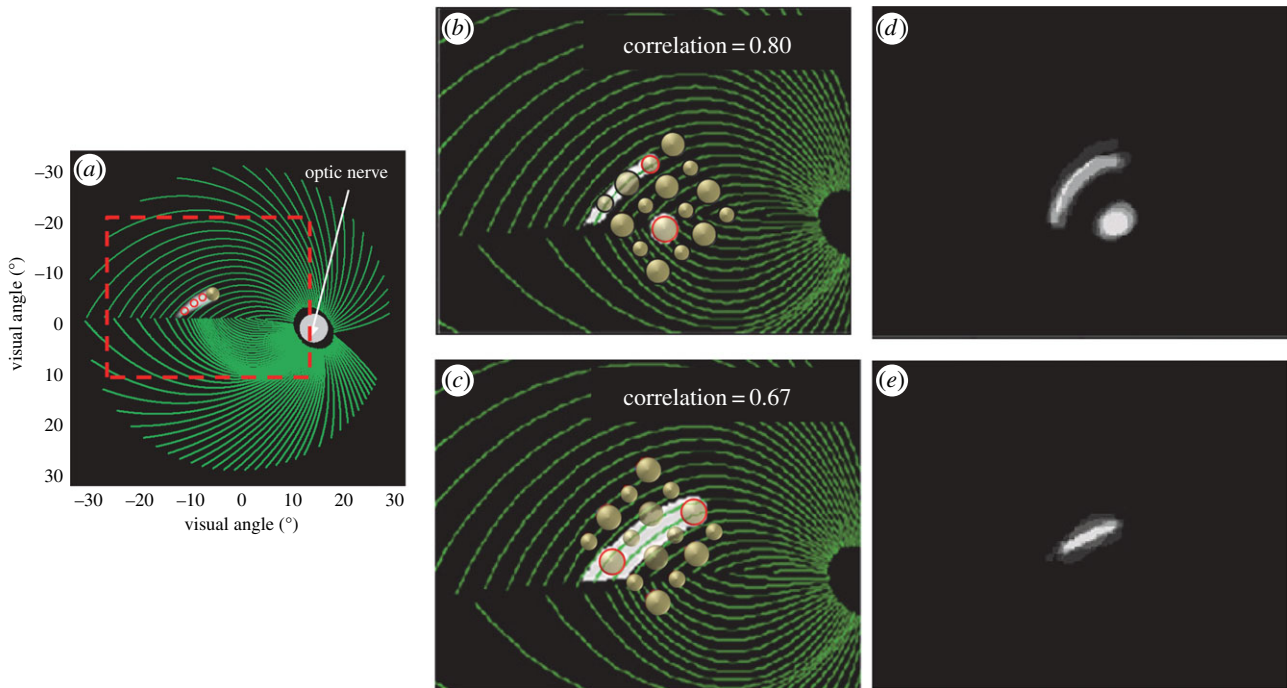 (a)
optic nerve
–30
–20
–10
0
10
20
30
visual angle (°)
–30 –20 –10 0 10 20 30
visual angle (°)
(b)
correlation = 0.80
(c)
correlation = 0.67
(d)
(e)